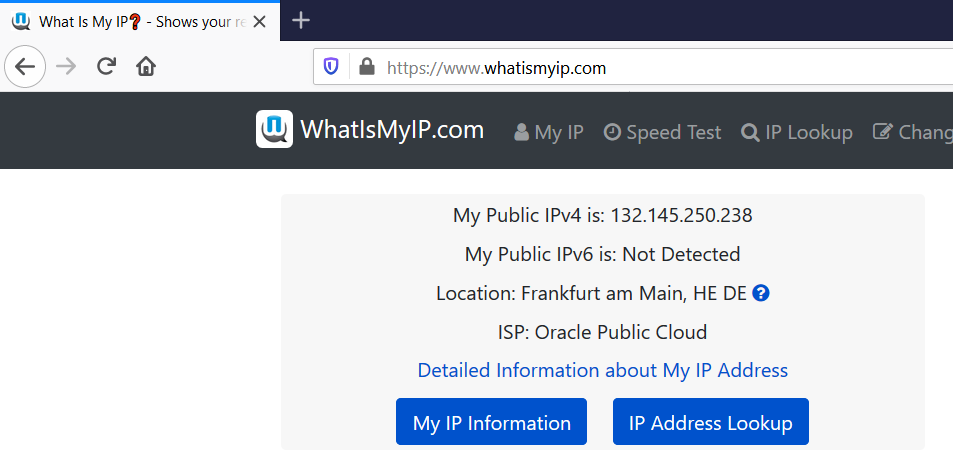 What Is My IP❓ - Shows your re
https://www.whatismyip.com
WhatIsMyIP.com My IP Speed Test IP Lookup Chang
My Public IPv4 is: 132.145.250.238
My Public IPv6 is: Not Detected
Location: Frankfurt am Main, HE DE
ISP: Oracle Public Cloud
Detailed Information about My IP Address
My IP Information IP Address Lookup